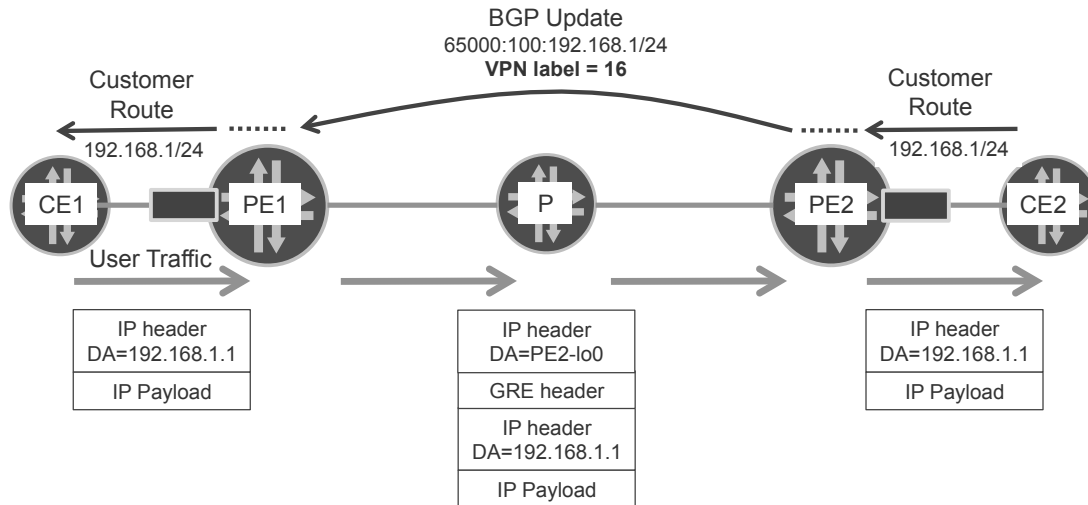 BGP Update
65000:100:192.168.1/24
VPN label = 16
Customer
Route
192.168.1/24
Customer
Route
192.168.1/24
CE1
PE1
P
PE2
CE2
User Traffic
IP header
DA=192.168.1.1
IP Payload
IP header
DA=PE2-lo0
GRE header
IP header
DA=192.168.1.1
IP Payload
IP header
DA=192.168.1.1
IP Payload